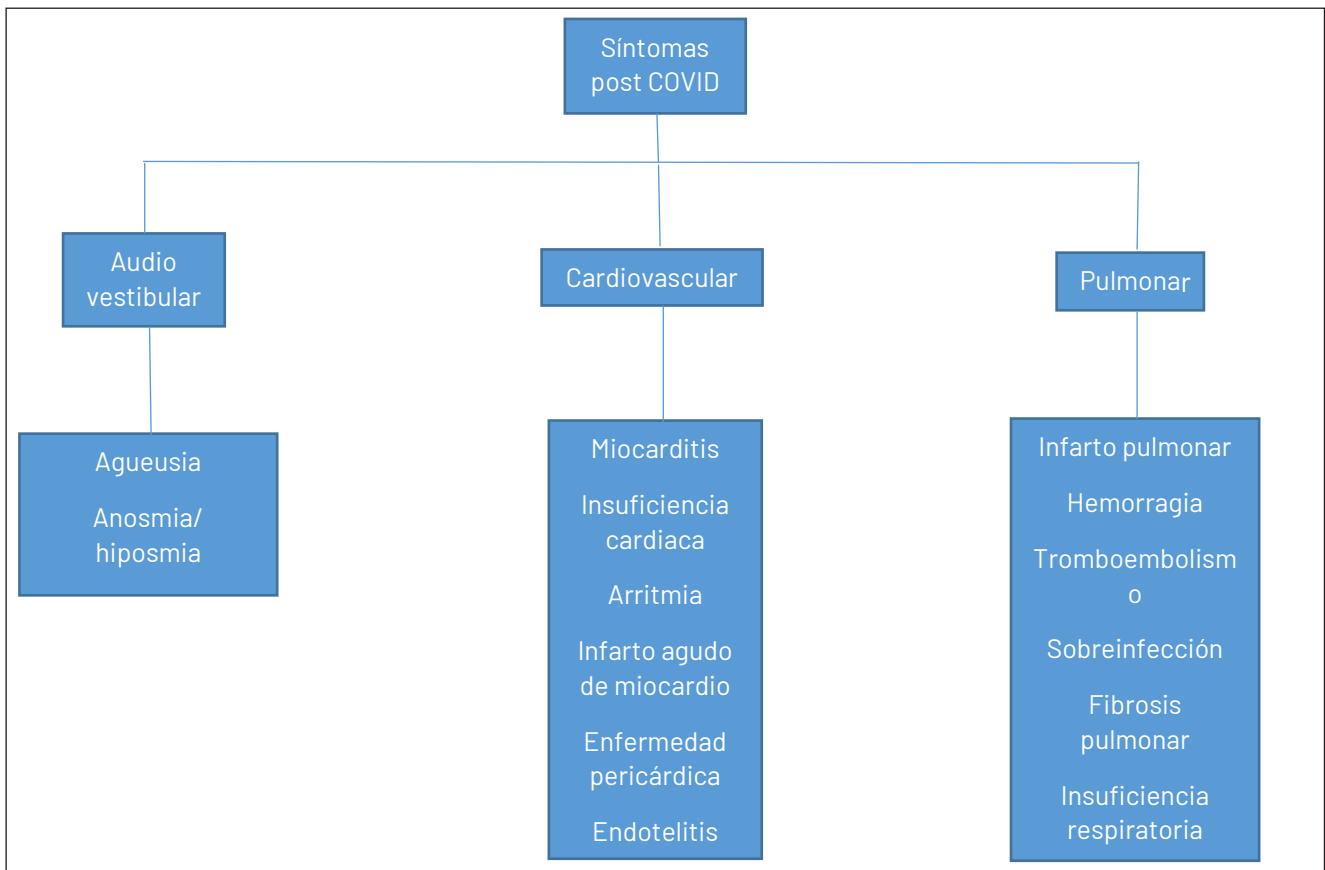 Síntomas
post COVID
Audio
vestibular
Cardiovascular
Pulmonar
Agueusia
Anosmia/
hiposmia
Miocarditis
Insuficiencia
cardiaca
Arritmia
Infarto agudo
de miocardio
Enfermedad
pericárdica
Endotelitis
Infarto pulmonar
Hemorragia
Tromboembolism
o
Sobreinfección
Fibrosis
pulmonar
Insuficiencia
respiratoria